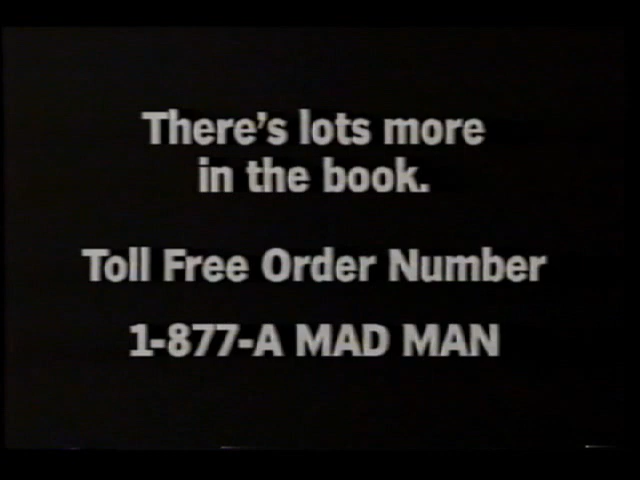 There's lots more
in the book.
Toll Free Order Number
1-877-A MAD MAN